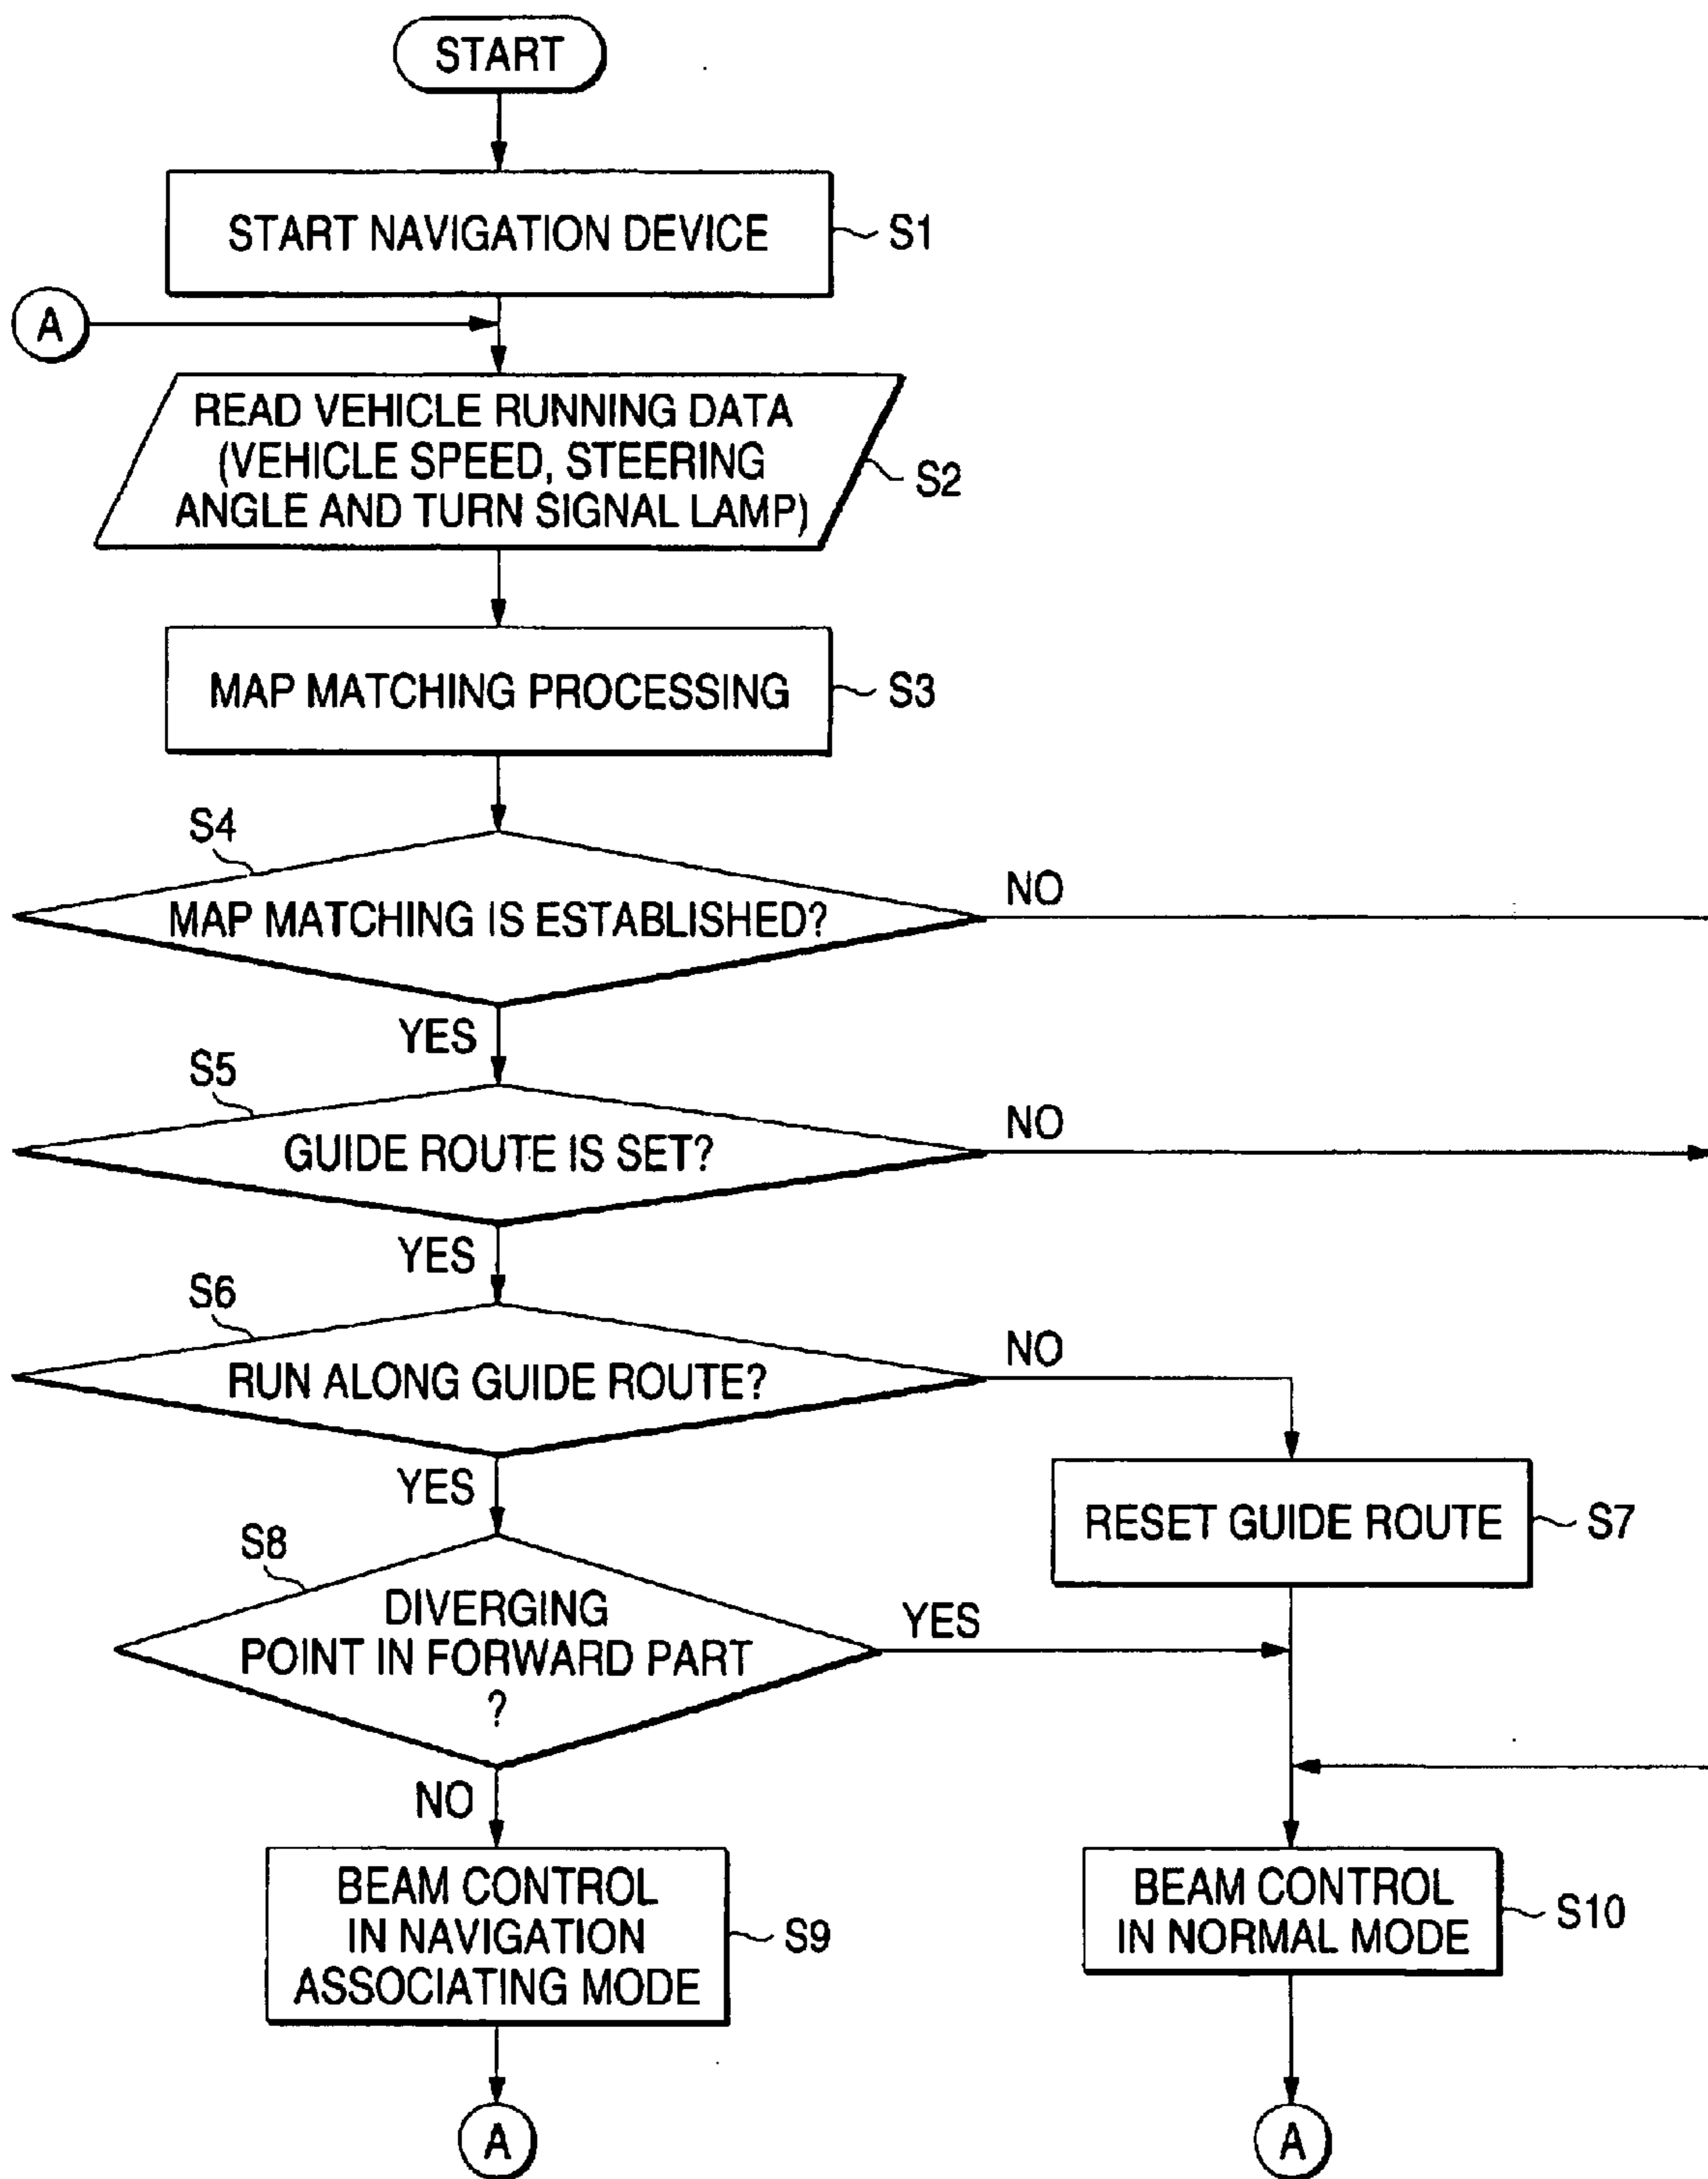 START
START NAVIGATION DEVICE
S1
A
READ VEHICLE RUNNING DATA
(VEHICLE SPEED, STEERING
ANGLE AND TURN SIGNAL LAMP)
S2
MAP MATCHING PROCESSING
S3
S4
MAP MATCHING IS ESTABLISHED?
NO
YES
S5
GUIDE ROUTE IS SET?
NO
YES
S6
RUN ALONG GUIDE ROUTE?
NO
YES
RESET GUIDE ROUTE
S7
S8
DIVERGING
POINT IN FORWARD PART
?
YES
NO
BEAM CONTROL
IN NAVIGATION
ASSOCIATING MODE
S9
BEAM CONTROL
IN NORMAL MODE
S10
A
A